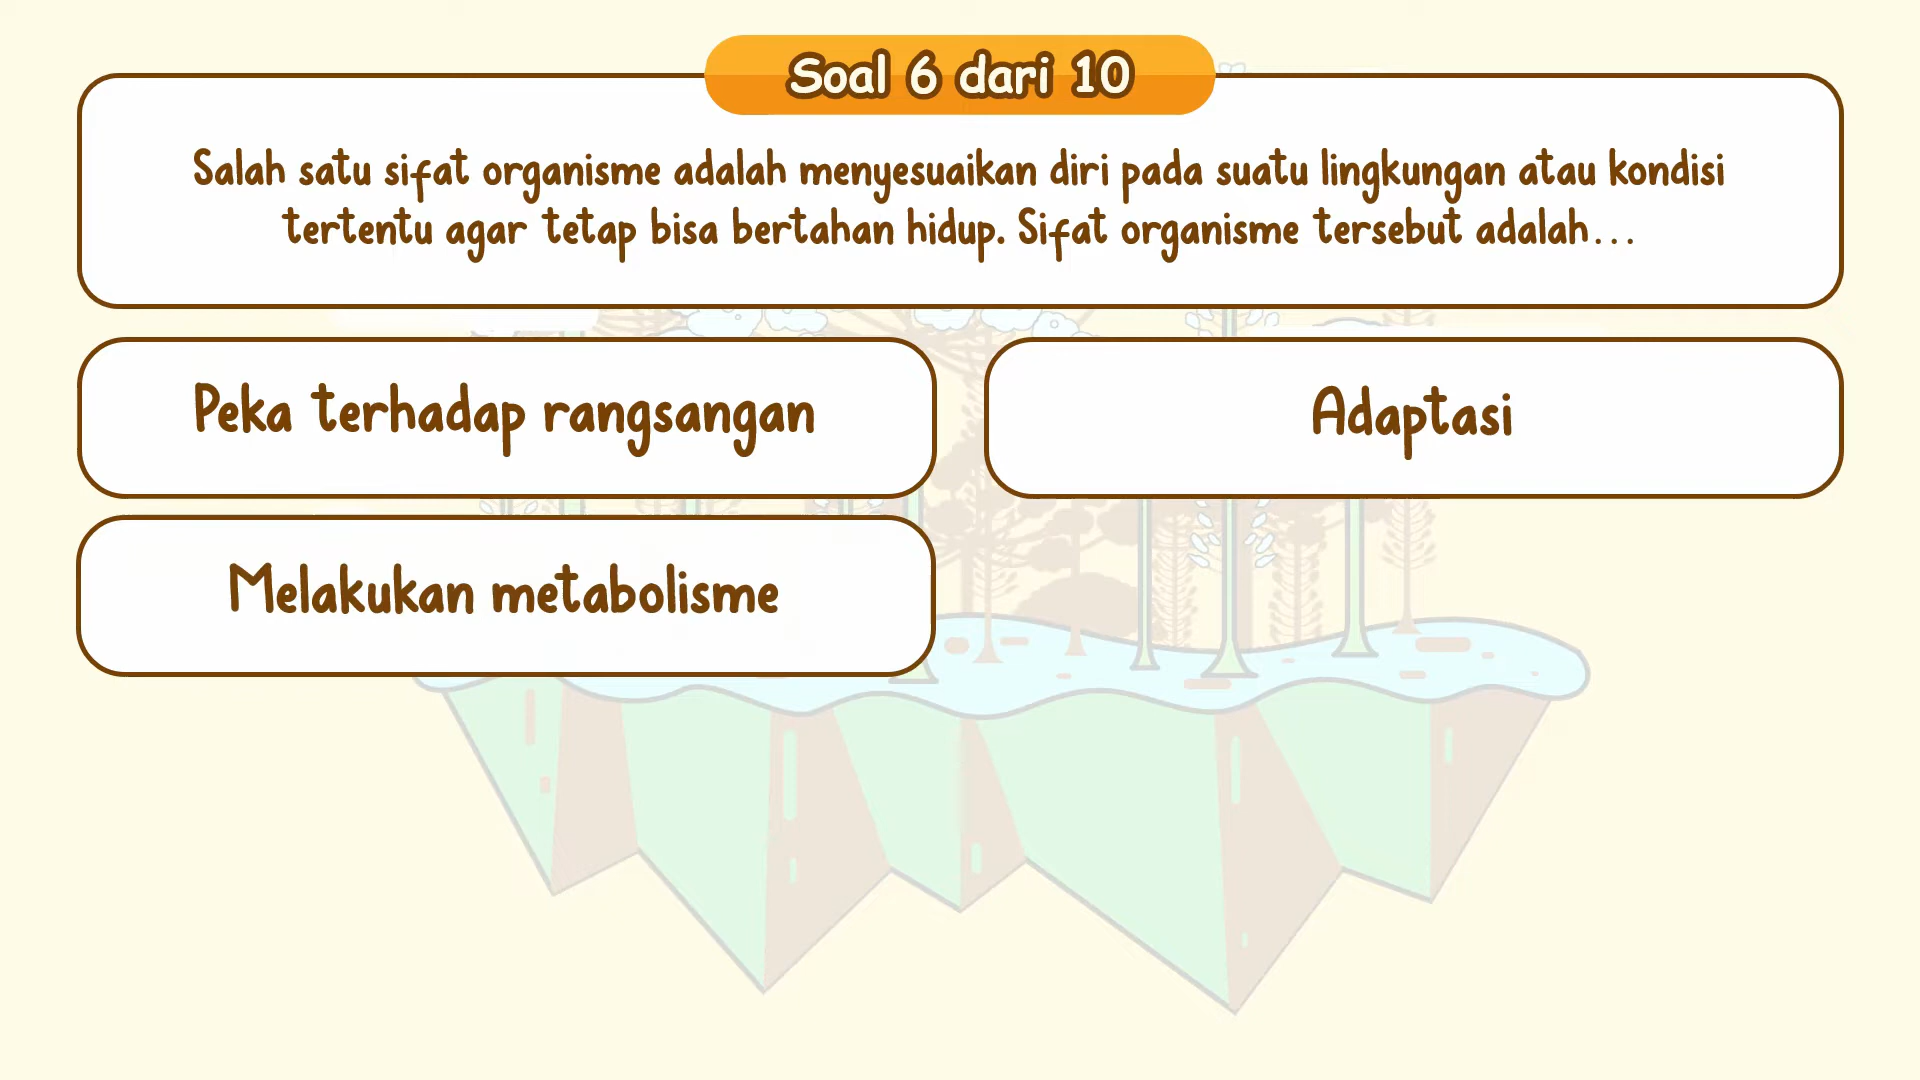 Soal 6 dari 10
Salah satu sifat organisme adalah menyesuaikan diri pada suatu lingkungan atau kondisi
tertentu agar tetap bisa bertahan hidup. Sifat organisme tersebut adalah...
Peka terhadap rangsangan
Adaptasi
Melakukan metabolisme